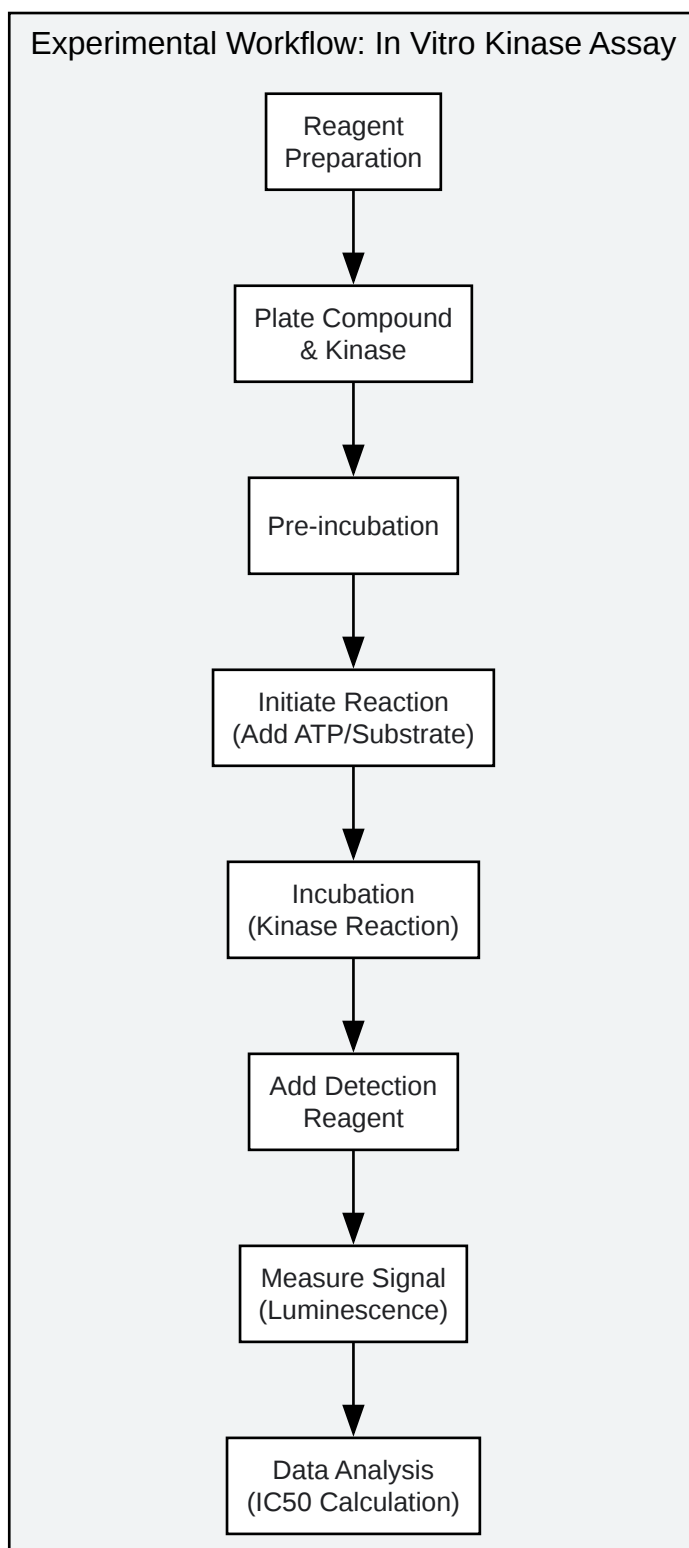 Experimental Workflow: In Vitro Kinase Assay
Reagent
Preparation
Plate Compound
& Kinase
Pre-incubation
Initiate Reaction
(Add ATP/Substrate)
Incubation
(Kinase Reaction)
Add Detection
Reagent
Measure Signal
(Luminescence)
Data Analysis
(IC50 Calculation)